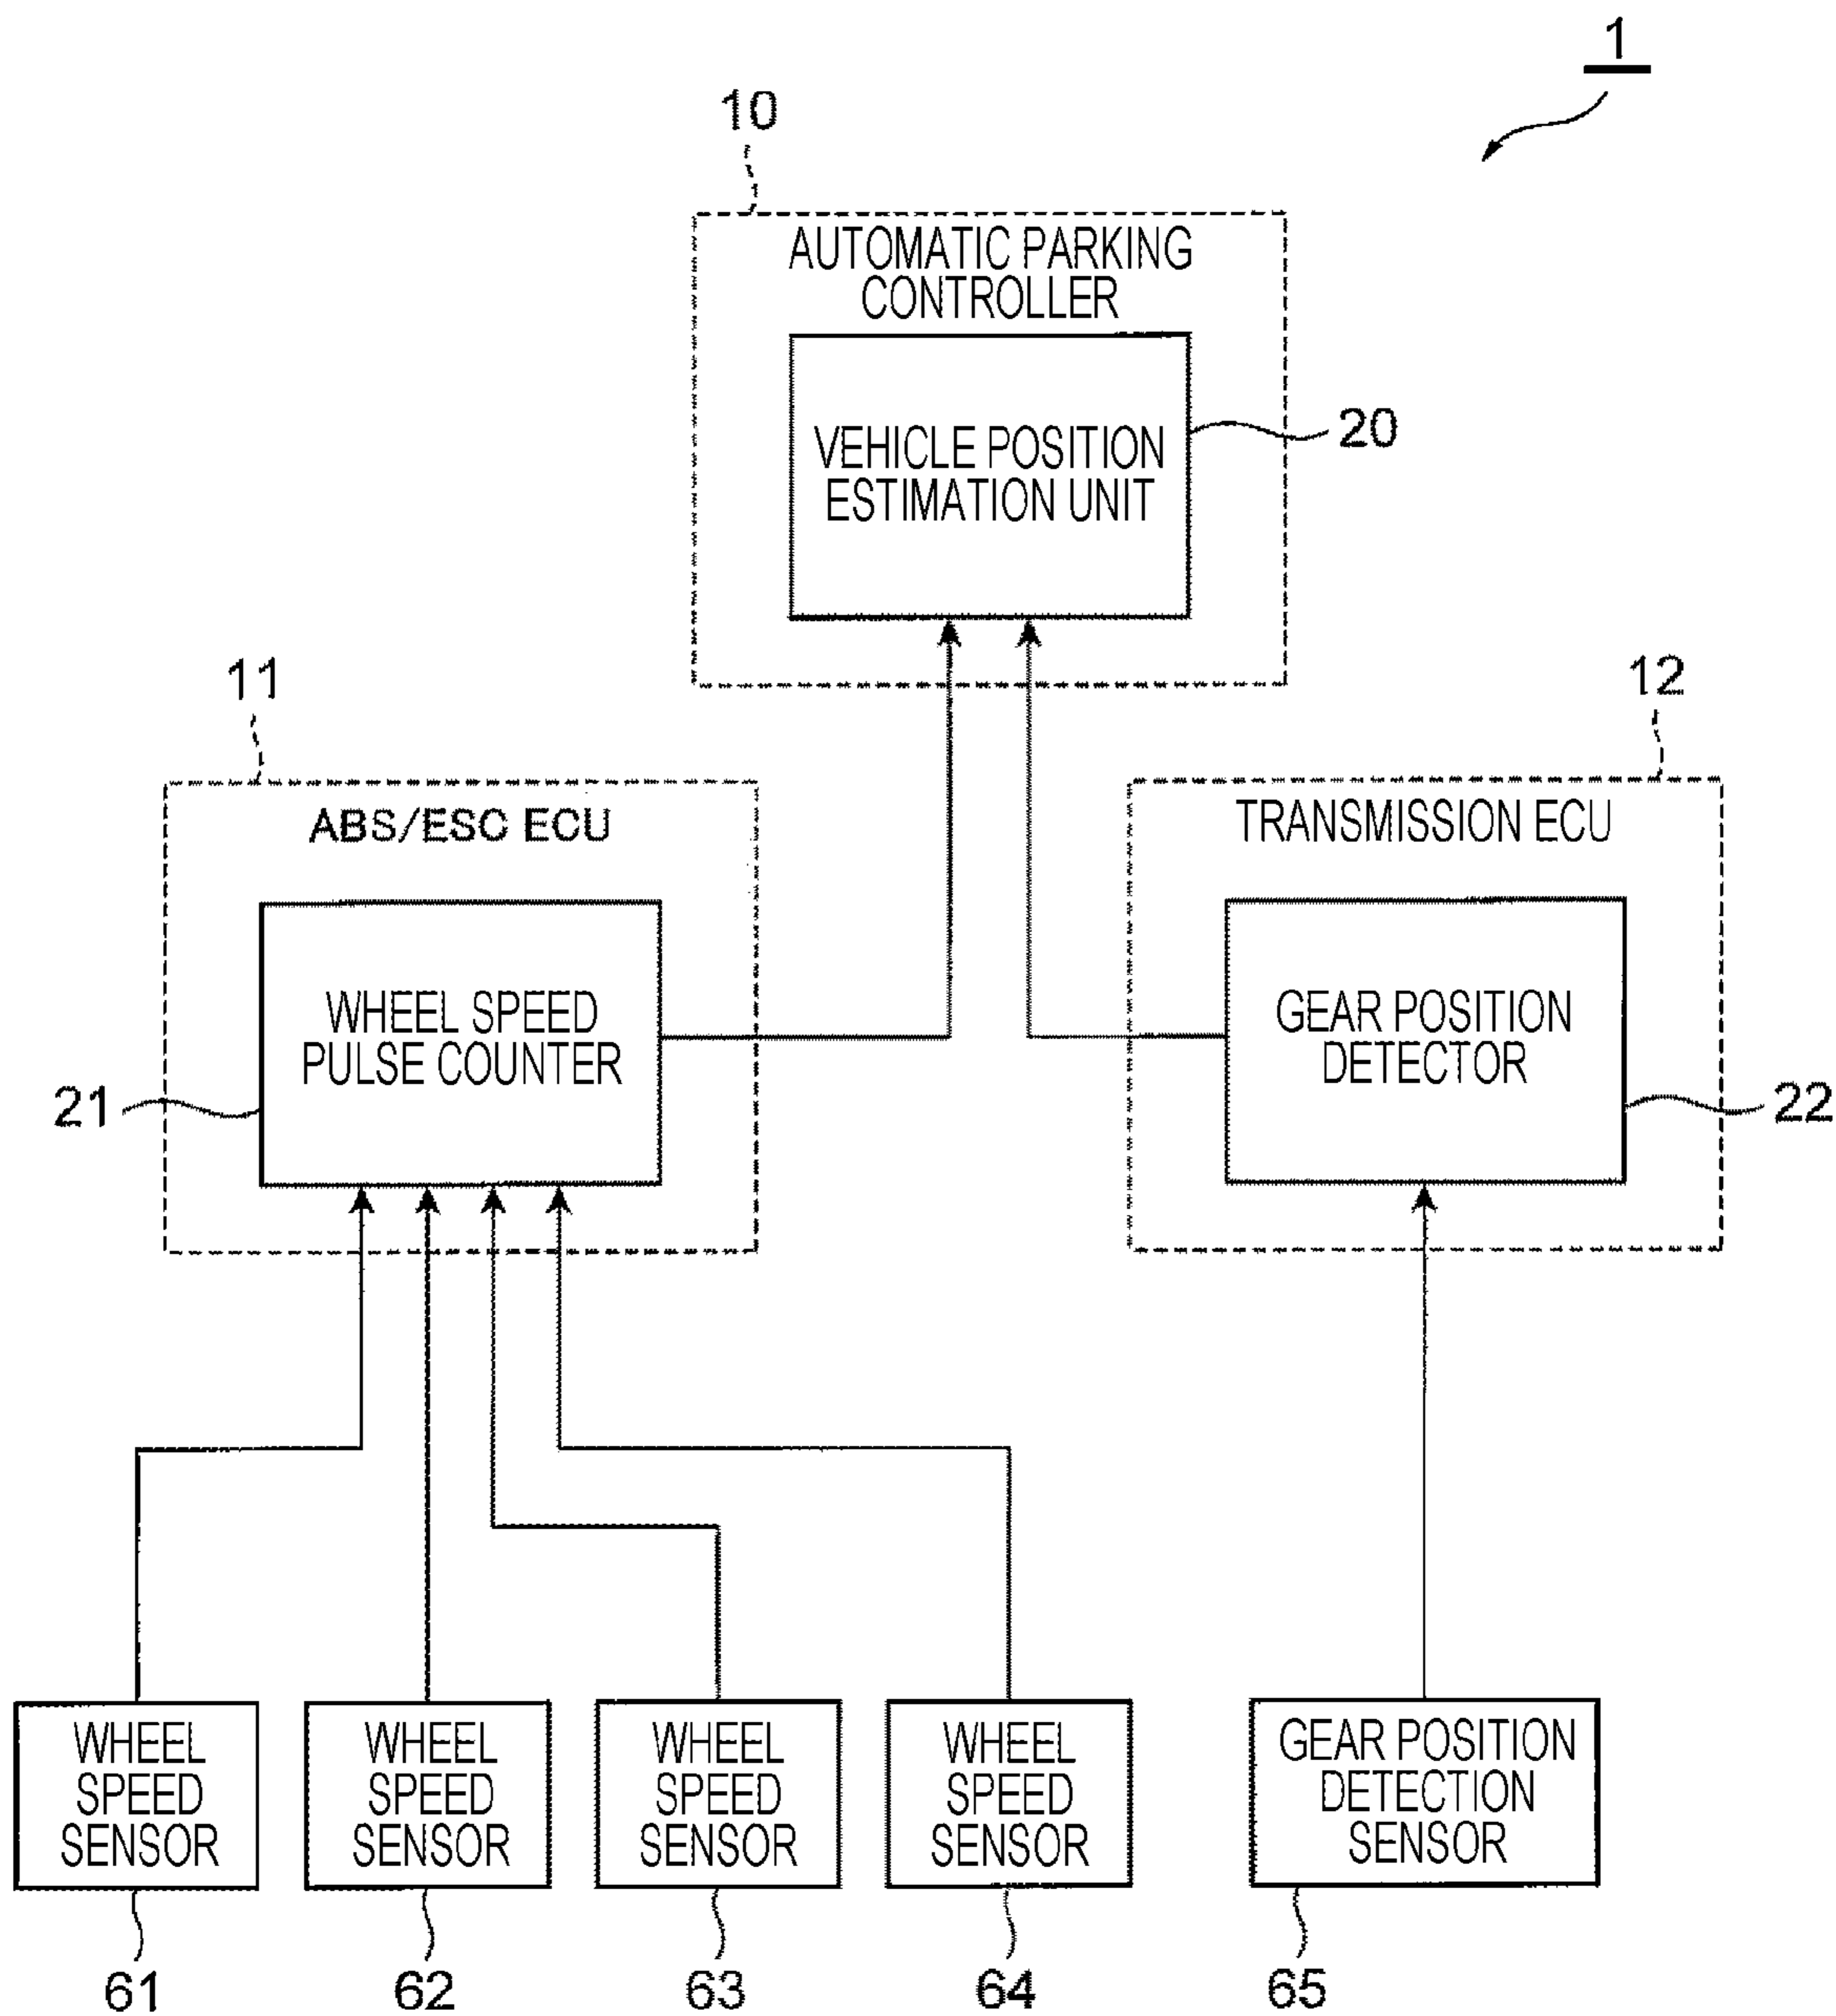 1
10
AUTOMATIC PARKING
CONTROLLER
VEHICLE POSITION
ESTIMATION UNIT
20
11
ABS/ESC ECU
WHEEL SPEED
PULSE COUNTER
21
12
TRANSMISSION ECU
GEAR POSITION
DETECTOR
22
WHEEL
SPEED
SENSOR
61
WHEEL
SPEED
SENSOR
62
WHEEL
SPEED
SENSOR
63
WHEEL
SPEED
SENSOR
64
GEAR POSITION
DETECTION
SENSOR
65